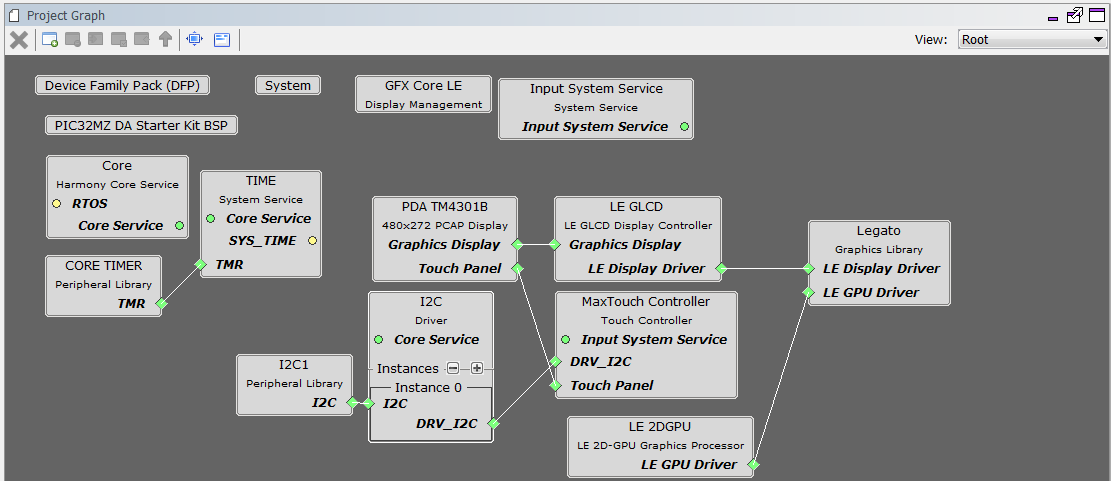 Project Graph
View: Root
Device Family Pack (DFP)
System
GFX Core LE
Display Management
Input System Service
System Service
Input System Service
PIC32MZ DA Starter Kit BSP
Core
Harmony Core Service
RTOS
Core Service
TIME
System Service
Core Service
SYS_TIME
TMR
CORE TIMER
Peripheral Library
TMR
PDA TM4301B
480x272 PCAP Display
Graphics Display
Touch Panel
LE GLCD
LE GLCD Display Controller
Graphics Display
LE Display Driver
Legato
Graphics Library
LE Display Driver
LE GPU Driver
I2C
Driver
Core Service
Instances
Instance 0
I2C
DRV_I2C
MaxTouch Controller
Touch Controller
Input System Service
DRV_I2C
Touch Panel
I2C1
Peripheral Library
I2C
LE 2DGPU
LE 2D-GPU Graphics Processor
LE GPU Driver